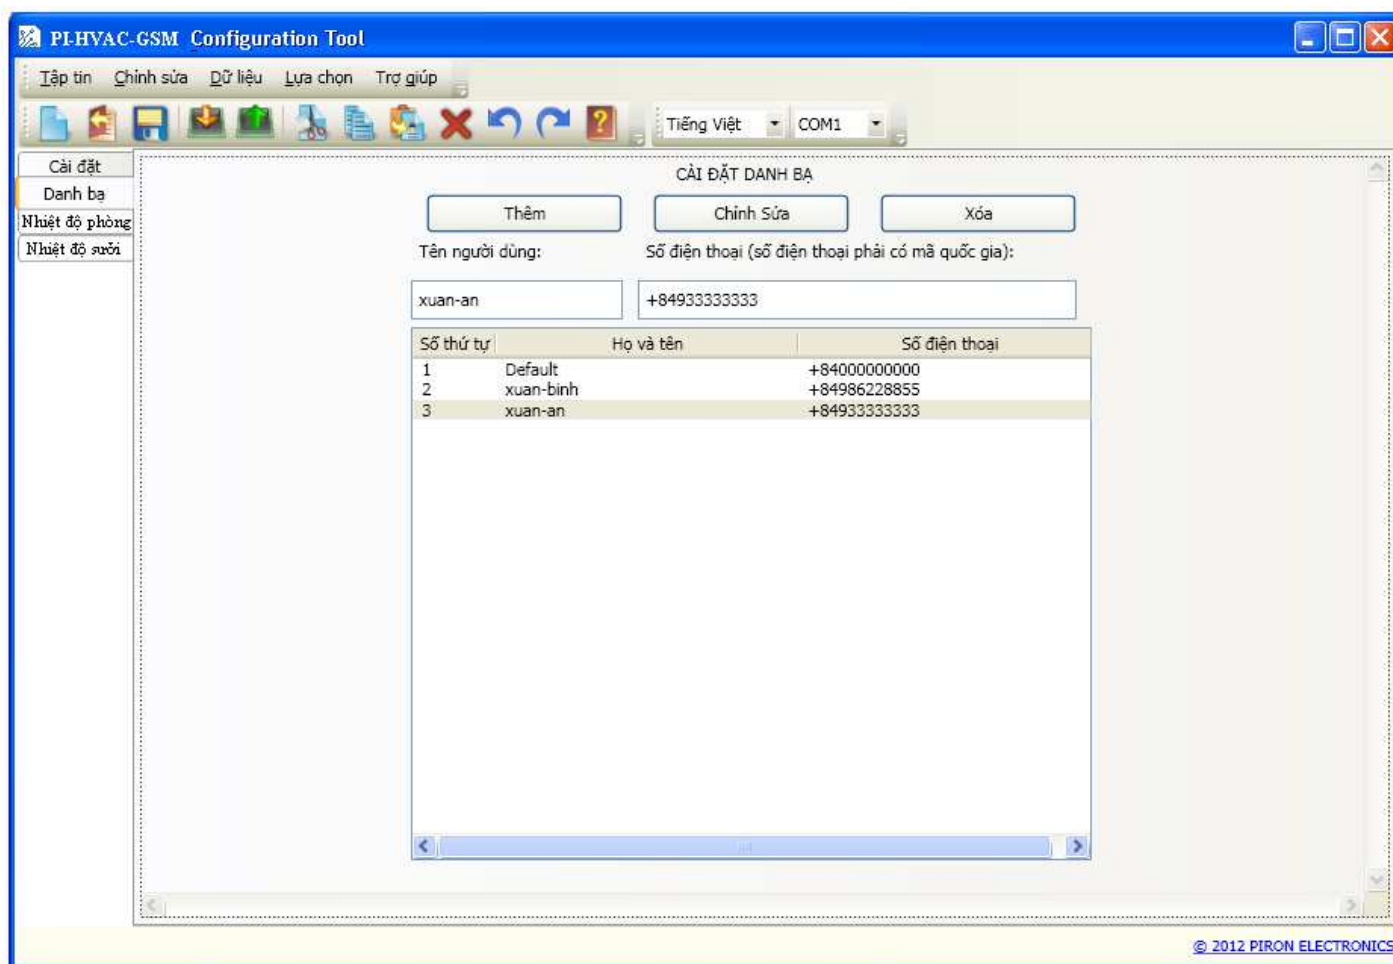 PI-HVAC-GSM Configuration Tool
Tập tin Chỉnh sửa Dữ liệu Lựa chọn Trợ giúp
Tiếng Việt COM1
Cài đặt
Danh bạ
Nhiệt độ phòng
Nhiệt độ sưởi
CÀI ĐẶT DANH BẠ
Thêm Chỉnh Sửa Xóa
Tên người dùng: Số điện thoại (số điện thoại phải có mã quốc gia):
xuan-an +84933333333
Số thứ tự Họ và tên Số điện thoại
1 Default +84000000000
2 xuan-binh +84986228855
3 xuan-an +84933333333
© 2012 PIRON ELECTRONICS